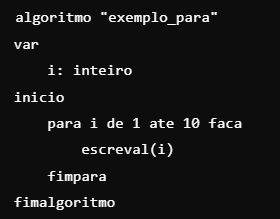 algoritmo "exemplo_para"
var
    i: inteiro
inicio
    para i de 1 ate 10 faca
        escreval(i)
    fimpara
fimalgoritmo